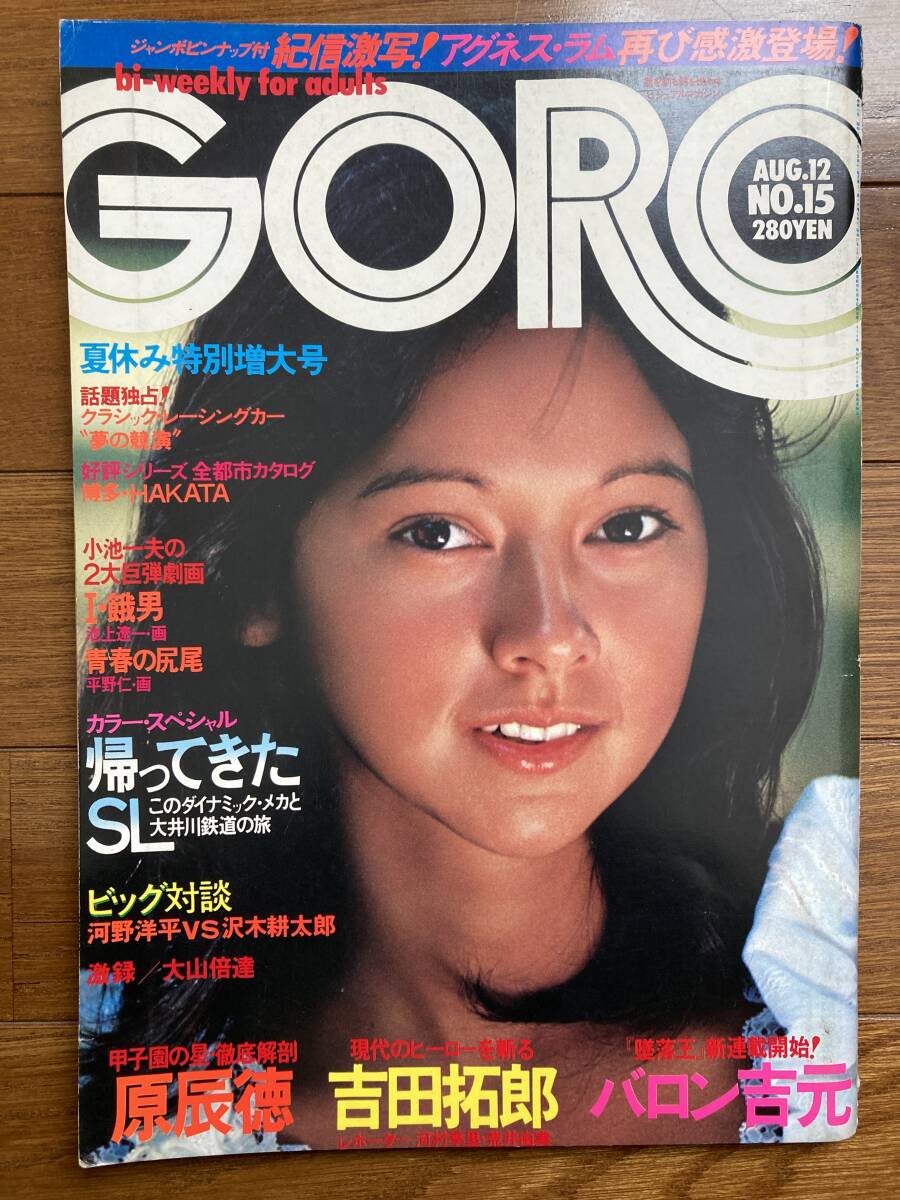 ジャンボピンナップ付 紀信激写! アグネス・ラム再び感激登場!
bi-weekly for adults
GORO
AUG.12
NO.15
280YEN
夏休み特別増大号
話題独占!
クラシック・レーシングカー
"夢の競演"
好評シリーズ 全都市カタログ
博多・HAKATA
小池一夫の
2大巨弾劇画
I・餓男
池上遼一・画
青春の尻尾
平野仁・画
カラー・スペシャル
帰ってきた
SL このダイナミック・メカと
大井川鉄道の旅
ビッグ対談
河野洋平VS沢木耕太郎
激録/大山倍達
甲子園の星・徹底解剖
原辰徳
現代のヒーローを斬る
吉田拓郎
『墜落王』新連載開始!
バロン吉元